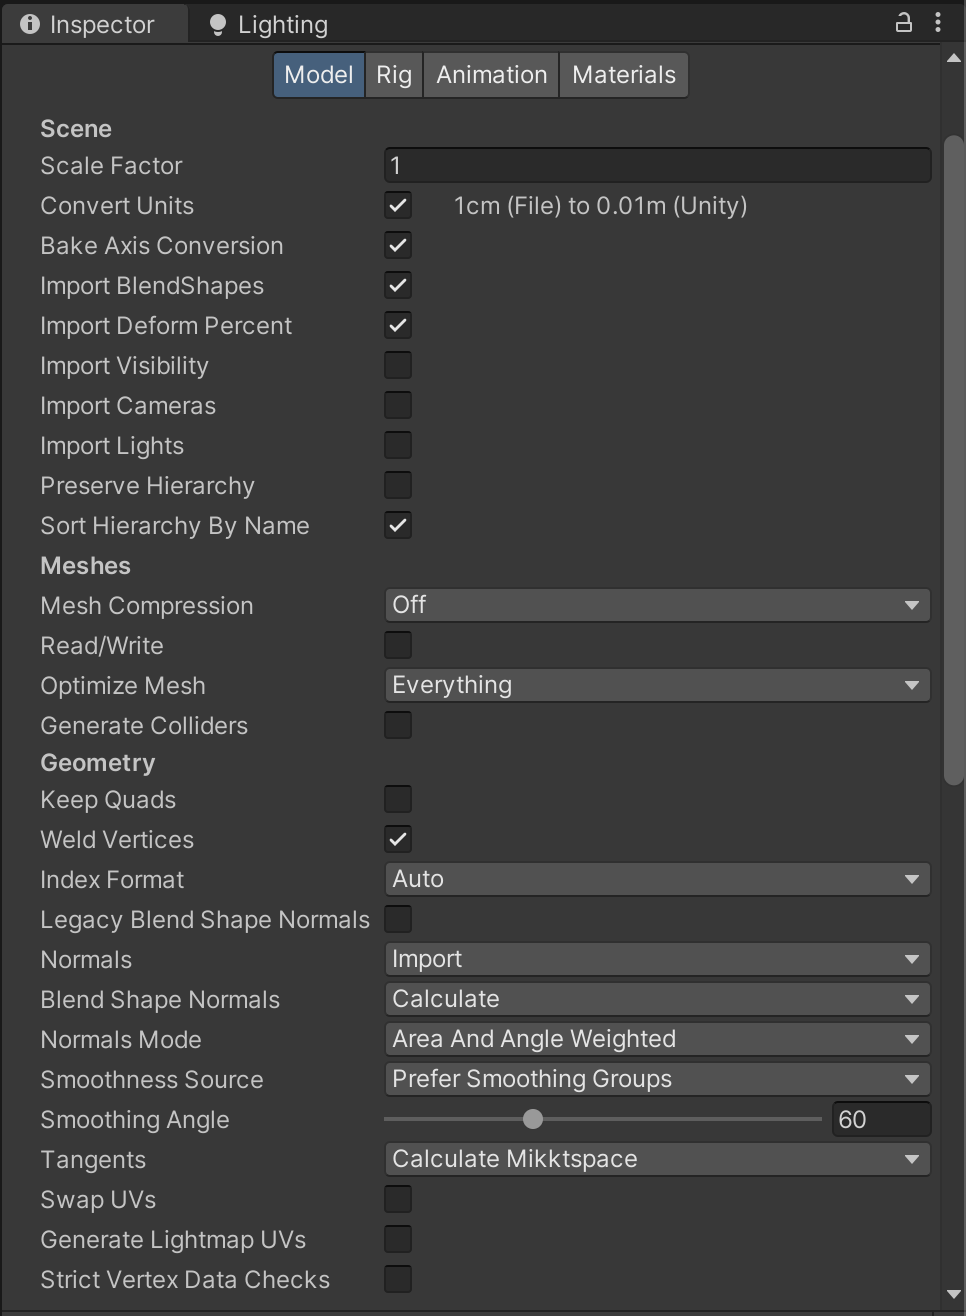 Inspector Lighting
Model Rig Animation Materials
Scene
Scale Factor 1
Convert Units 1cm (File) to 0.01m (Unity)
Bake Axis Conversion
Import BlendShapes
Import Deform Percent
Import Visibility
Import Cameras
Import Lights
Preserve Hierarchy
Sort Hierarchy By Name
Meshes
Mesh Compression Off
Read/Write
Optimize Mesh Everything
Generate Colliders
Geometry
Keep Quads
Weld Vertices
Index Format Auto
Legacy Blend Shape Normals
Normals Import
Blend Shape Normals Calculate
Normals Mode Area And Angle Weighted
Smoothness Source Prefer Smoothing Groups
Smoothing Angle 60
Tangents Calculate Mikktspace
Swap UVs
Generate Lightmap UVs
Strict Vertex Data Checks